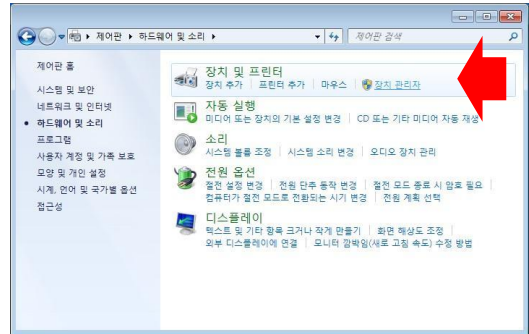 제어판 ▸ 하드웨어 및 소리 ▸
제어판 검색
제어판 홈
시스템 및 보안
네트워크 및 인터넷
하드웨어 및 소리
프로그램
사용자 계정 및 가족 보호
모양 및 개인 설정
시계, 언어 및 국가별 옵션
접근성
장치 및 프린터
장치 추가 | 프린터 추가 | 마우스 | 장치 관리자
자동 실행
미디어 또는 장치의 기본 설정 변경 | CD 또는 기타 미디어 자동 재생
소리
시스템 볼륨 조정 | 시스템 소리 변경 | 오디오 장치 관리
전원 옵션
절전 설정 변경 | 전원 단추 동작 변경 | 절전 모드 종료 시 암호 필요 |
컴퓨터가 절전 모드로 전환되는 시기 변경 | 전원 계획 선택
디스플레이
텍스트 및 기타 항목 크거나 작게 만들기 | 화면 해상도 조정 |
외부 디스플레이에 연결 | 모니터 깜박임(새로 고침 속도) 수정 방법